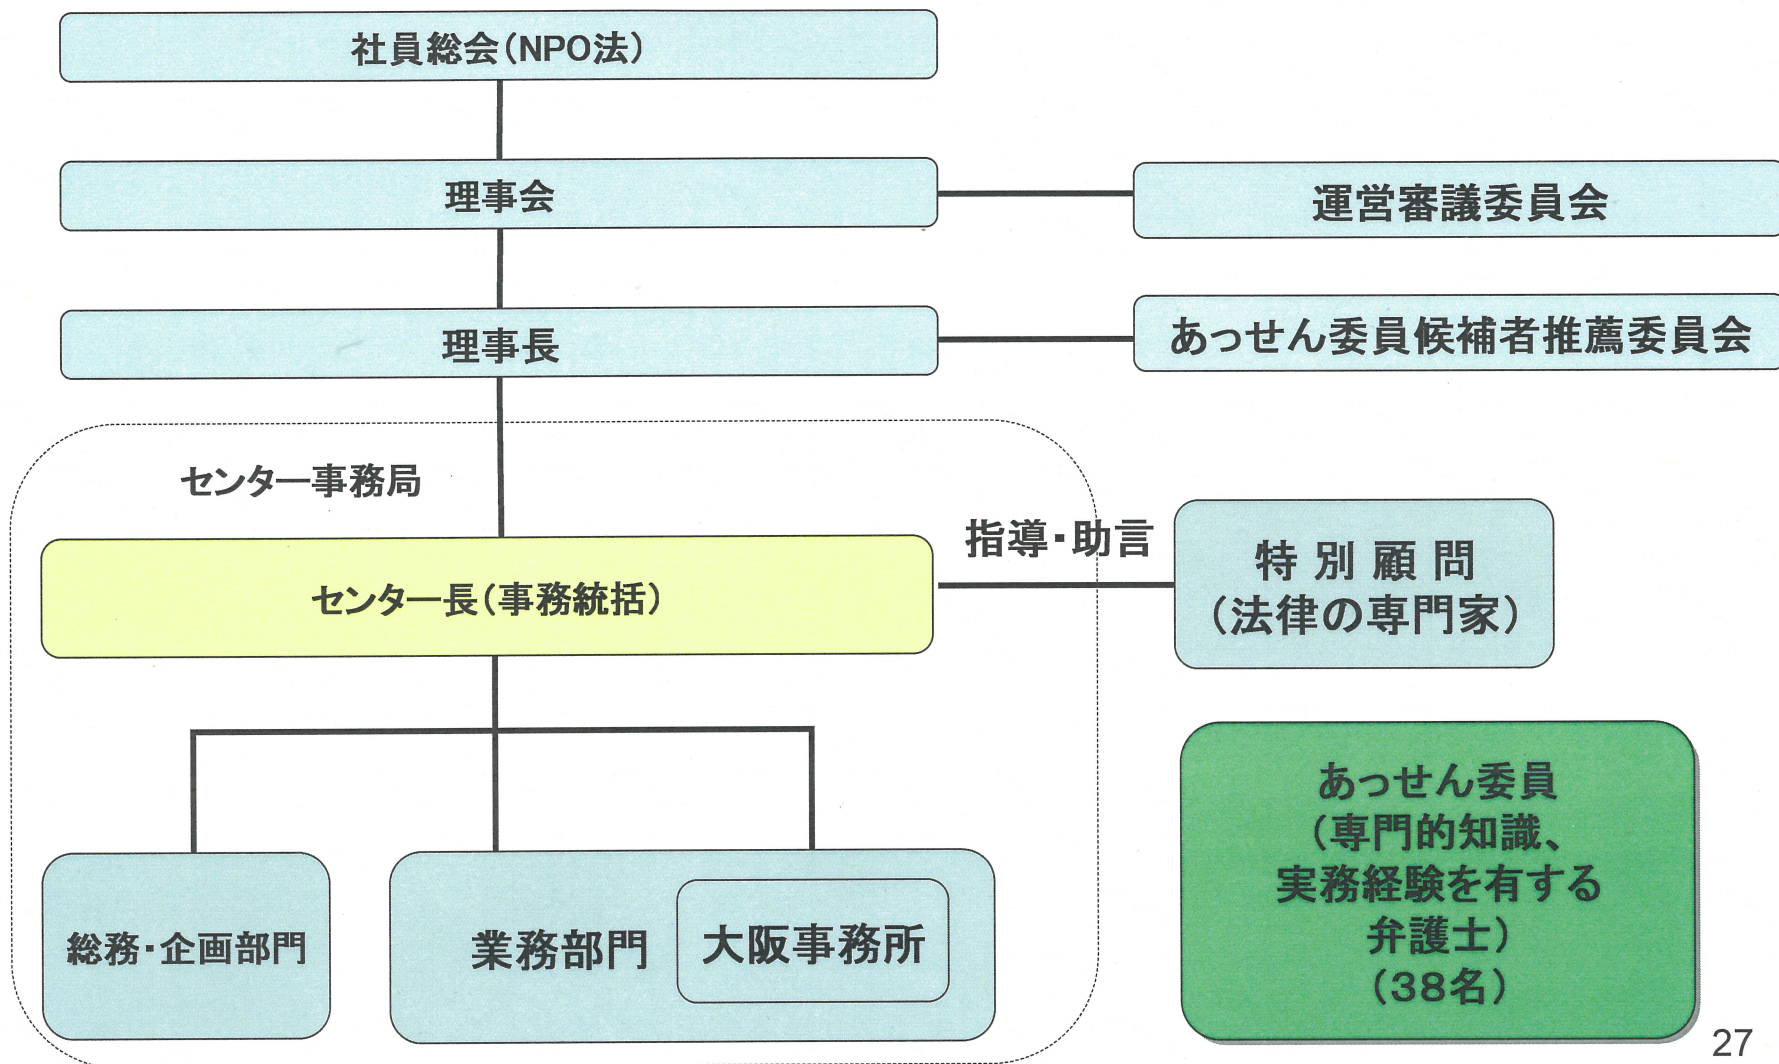 社員総会（NPO法）
理事会
運営審議委員会
理事長
あっせん委員候補者推薦委員会
センター事務局
指導・助言
センター長（事務統括）
特別顧問
（法律の専門家）
あっせん委員
（専門的知識、
実務経験を有する
弁護士）
（38名）
総務・企画部門
業務部門
大阪事務所
27